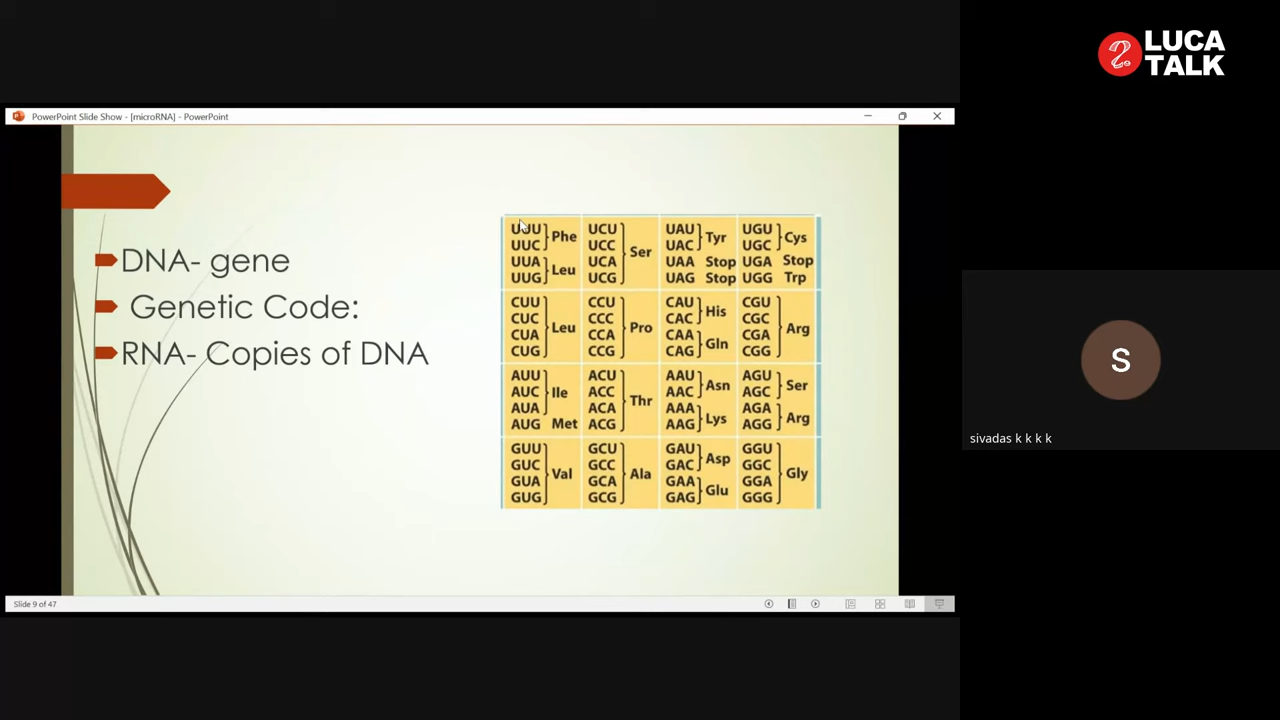 LUCA
TALK
PowerPoint Slide Show - [microRNA] - PowerPoint
DNA- gene
Genetic Code:
RNA- Copies of DNA
UUU UUC Phe UCU UCC UCA UCG Ser UAU UAC Tyr UGU UGC Cys
UUA UUG Leu UAA Stop UGA Stop
UAG Stop UGG Trp
CUU CUC CUA CUG Leu CCU CCC CCA CCG Pro CAU CAC His CGU CGC CGA CGG Arg
CAA CAG Gln
AUU AUC AUA Ile ACU ACC ACA ACG Thr AAU AAC Asn AGU AGC Ser
AUG Met AAA AAG Lys AGA AGG Arg
GUU GUC GUA GUG Val GCU GCC GCA GCG Ala GAU GAC Asp GGU GGC GGA GGG Gly
GAA GAG Glu
S
sivadas k k k k
Slide 9 of 47